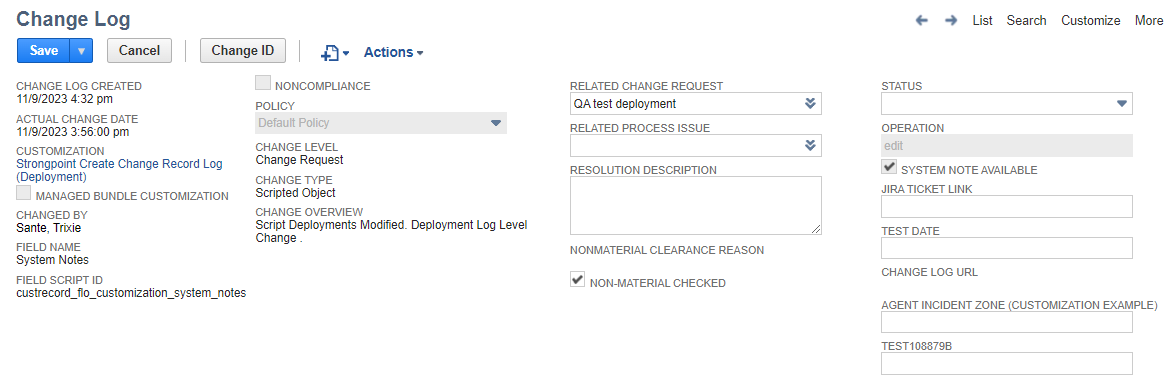 Change Log
List Search Customize More
Save Cancel Change ID Actions
CHANGE LOG CREATED
11/9/2023 4:32 pm
ACTUAL CHANGE DATE
11/9/2023 3:56:00 pm
CUSTOMIZATION
Strongpoint Create Change Record Log
(Deployment)
MANAGED BUNDLE CUSTOMIZATION
CHANGED BY
Sante, Trixie
FIELD NAME
System Notes
FIELD SCRIPT ID
custrecord_flo_customization_system_notes
NONCOMPLIANCE
POLICY
Default Policy
CHANGE LEVEL
Change Request
CHANGE TYPE
Scripted Object
CHANGE OVERVIEW
Script Deployments Modified. Deployment Log Level
Change .
RELATED CHANGE REQUEST
QA test deployment
RELATED PROCESS ISSUE
RESOLUTION DESCRIPTION
NONMATERIAL CLEARANCE REASON
NON-MATERIAL CHECKED
STATUS
OPERATION
edit
SYSTEM NOTE AVAILABLE
JIRA TICKET LINK
TEST DATE
CHANGE LOG URL
AGENT INCIDENT ZONE (CUSTOMIZATION EXAMPLE)
TEST108879B